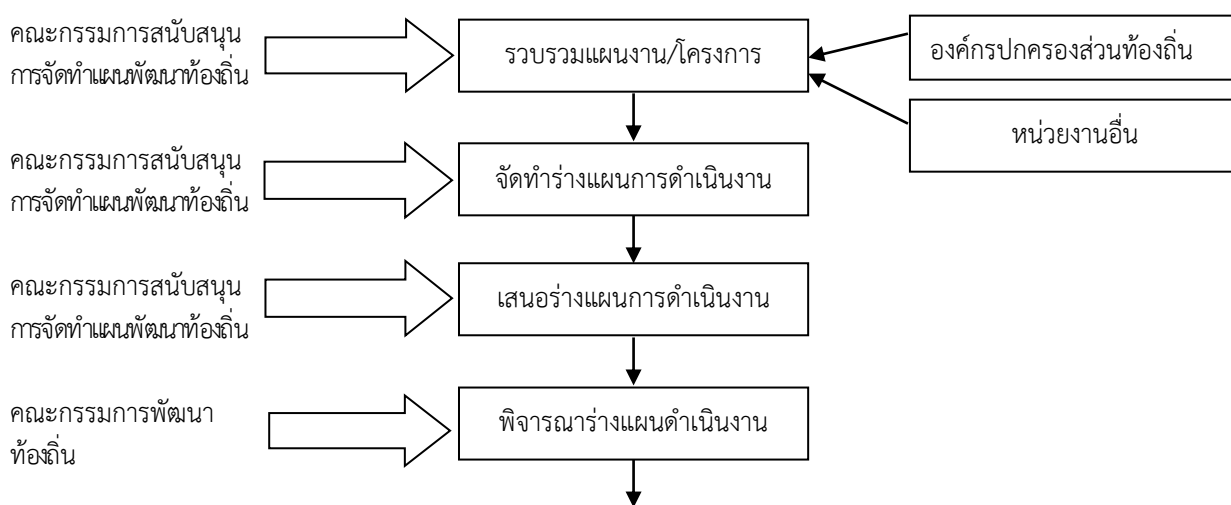 คณะกรรมการสนับสนุน
การจัดทำแผนพัฒนาท้องถิ่น
รวบรวมแผนงาน/โครงการ
องค์กรปกครองส่วนท้องถิ่น
หน่วยงานอื่น
คณะกรรมการสนับสนุน
การจัดทำแผนพัฒนาท้องถิ่น
จัดทำร่างแผนการดำเนินงาน
คณะกรรมการสนับสนุน
การจัดทำแผนพัฒนาท้องถิ่น
เสนอร่างแผนการดำเนินงาน
คณะกรรมการพัฒนา
ท้องถิ่น
พิจารณาร่างแผนดำเนินงาน